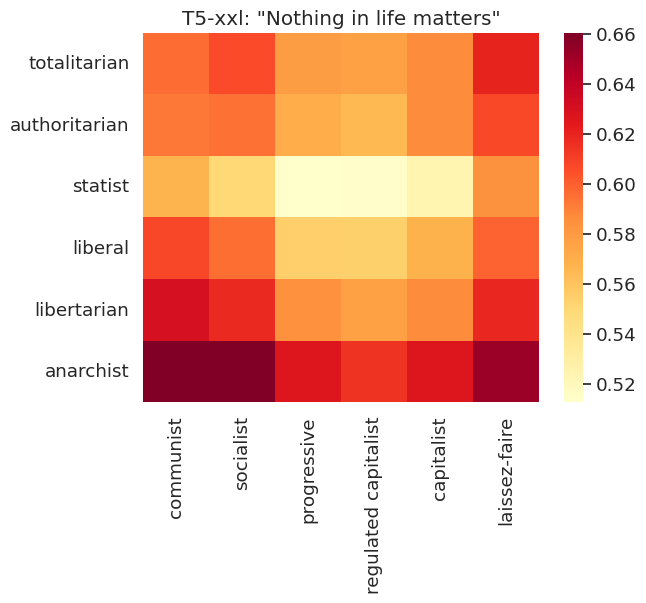 T5-xxl: "Nothing in life matters"
totalitarian
authoritarian
statist
liberal
libertarian
anarchist
communist
socialist
progressive
regulated capitalist
capitalist
laissez-faire
0.66
0.64
0.62
0.60
0.58
0.56
0.54
0.52